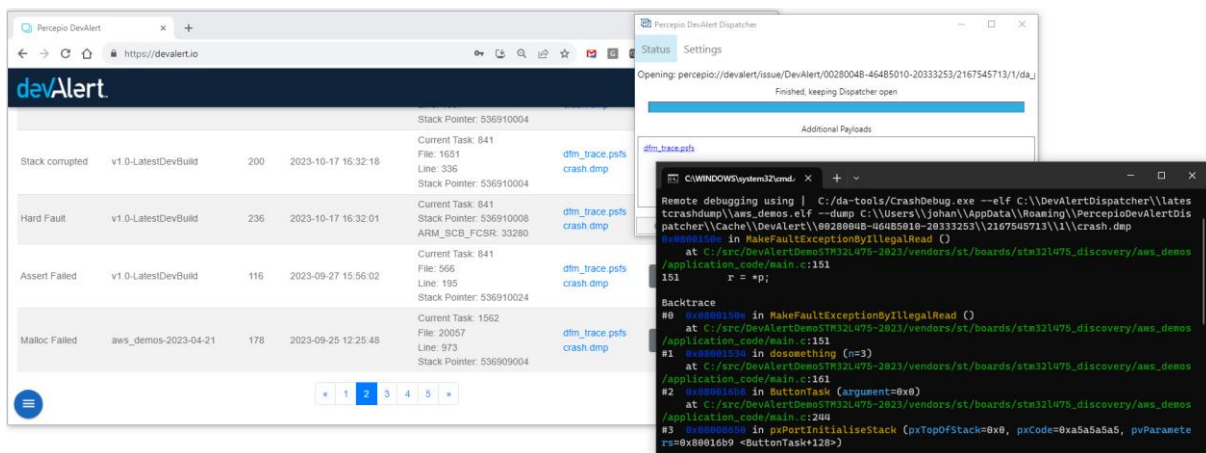 Percepio DevAlert
https://devalert.io
devAlert.
Stack Pointer: 536910004
Stack corrupted v1.0-LatestDevBuild 200 2023-10-17 16:32:18
Current Task: 841
File: 1651
Line: 336
Stack Pointer: 536910004
dfm_trace.psfs
crash.dmp
Hard Fault v1.0-LatestDevBuild 236 2023-10-17 16:32:01
Current Task: 841
Stack Pointer: 536910008
ARM_SCB_FCSR: 33280
dfm_trace.psfs
crash.dmp
Assert Failed v1.0-LatestDevBuild 116 2023-09-27 15:56:02
Current Task: 841
File: 566
Line: 195
Stack Pointer: 536910024
dfm_trace.psfs
crash.dmp
Malloc Failed aws_demos-2023-04-21 178 2023-09-25 12:25:48
Current Task: 1562
File: 20057
Line: 973
Stack Pointer: 536909004
dfm_trace.psfs
crash.dmp
« 1 2 3 4 5 »
Percepio DevAlert Dispatcher
Status Settings
Opening: percepio://devalert/issue/DevAlert/0028004B-464B5010-20333253/2167545713/1/da_
Finished, keeping Dispatcher open
Additional Payloads
dfm_trace.psfs
C:\WINDOWS\system32\cmd.
Remote debugging using | C:/da-tools/CrashDebug.exe --elf C:\\DevAlertDispatcher\\lates
tcrashdump\\aws_demos.elf --dump C:\\Users\\johan\\AppData\\Roaming\\PercepioDevAlertDis
patcher\\Cache\\DevAlert\\0028004B-464B5010-20333253\\2167545713\\1\\crash.dmp
0x0800150e in MakeFaultExceptionByIllegalRead ()
at C:/src/DevAlertDemoSTM32L475-2023/vendors/st/boards/stm32l475_discovery/aws_demos
/application_code/main.c:151
151 r = *p;
Backtrace
#0 0x0800150e in MakeFaultExceptionByIllegalRead ()
at C:/src/DevAlertDemoSTM32L475-2023/vendors/st/boards/stm32l475_discovery/aws_demos
/application_code/main.c:151
#1 0x08001534 in dosomething (n=3)
at C:/src/DevAlertDemoSTM32L475-2023/vendors/st/boards/stm32l475_discovery/aws_demos
/application_code/main.c:161
#2 0x080016b8 in ButtonTask (argument=0x0)
at C:/src/DevAlertDemoSTM32L475-2023/vendors/st/boards/stm32l475_discovery/aws_demos
/application_code/main.c:244
#3 0x08008650 in pxPortInitialiseStack (pxTopOfStack=0x0, pxCode=0xa5a5a5a5, pvParamete
rs=0x80016b9 <ButtonTask+128>)